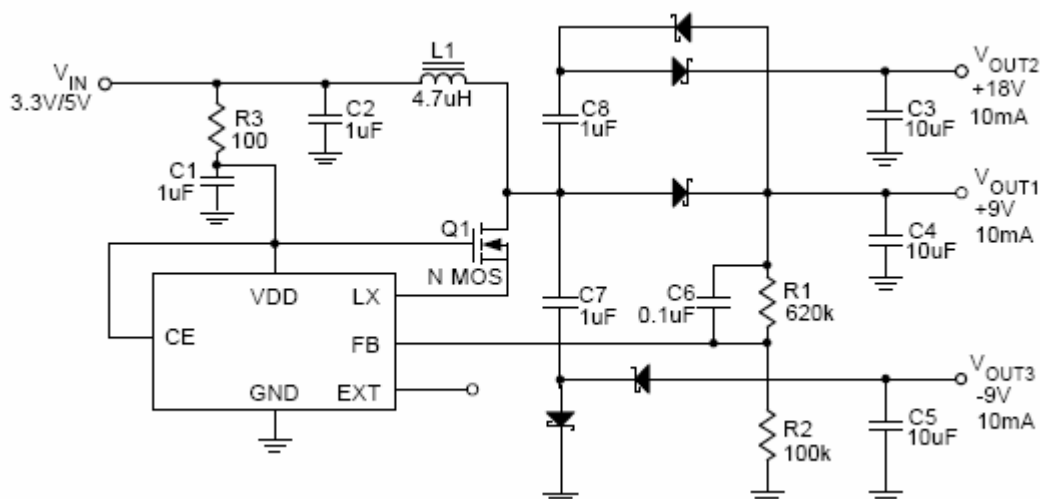 V_IN
3.3V/5V
R3
100
C1
1uF
C2
1uF
L1
4.7uH
Q1
N MOS
VDD
LX
CE
FB
GND
EXT
C8
1uF
C7
1uF
C6
0.1uF
R1
620k
R2
100k
C3
10uF
V_OUT2
+18V
10mA
C4
10uF
V_OUT1
+9V
10mA
C5
10uF
V_OUT3
-9V
10mA